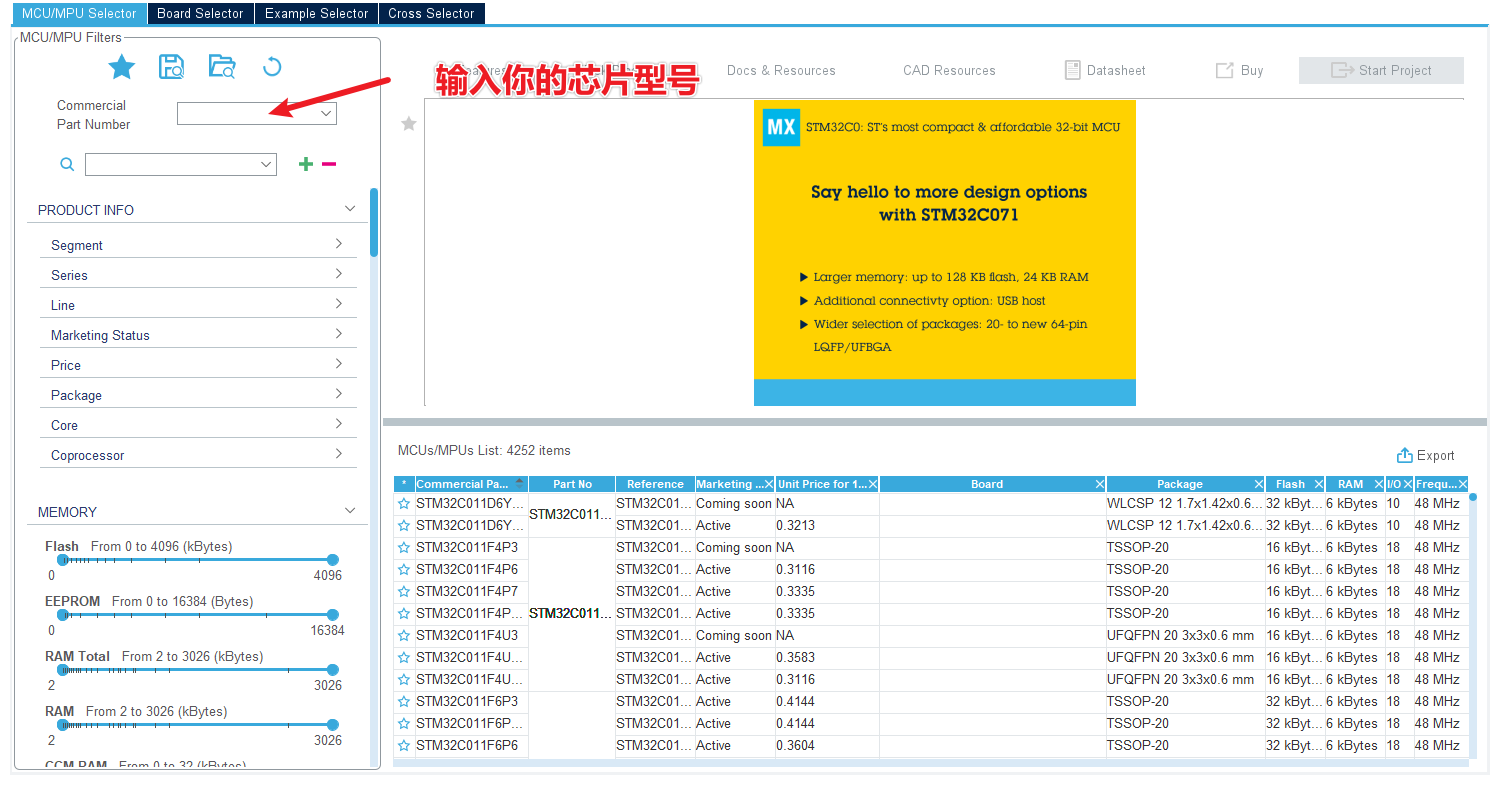 MCU/MPU Selector Board Selector Example Selector Cross Selector
MCU/MPU Filters
输入你的芯片型号
Docs & Resources CAD Resources Datasheet Buy Start Project
Commercial
Part Number
PRODUCT INFO
Segment
Series
Line
Marketing Status
Price
Package
Core
Coprocessor
MEMORY
Flash From 0 to 4096 (kBytes)
0 4096
EEPROM From 0 to 16384 (Bytes)
0 16384
RAM Total From 2 to 3026 (kBytes)
2 3026
RAM From 2 to 3026 (kBytes)
2 3026
CCM RAM From 0 to 32 (kBytes)
MX STM32C0: ST's most compact & affordable 32-bit MCU
Say hello to more design options
with STM32C071
Larger memory: up to 128 KB flash, 24 KB RAM
Additional connectivty option: USB host
Wider selection of packages: 20- to new 64-pin
LQFP/UFBGA
MCUs/MPUs List: 4252 items
Export
* Commercial Pa... Part No Reference Marketing ... Unit Price for 1... Board Package Flash RAM I/O Frequ...
STM32C011D6Y... STM32C011... STM32C01... Coming soon NA WLCSP 12 1.7x1.42x0.6... 32 kByt... 6 kBytes 10 48 MHz
STM32C011D6Y... STM32C01... Active 0.3213 WLCSP 12 1.7x1.42x0.6... 32 kByt... 6 kBytes 10 48 MHz
STM32C011F4P3 STM32C01... Coming soon NA TSSOP-20 16 kByt... 6 kBytes 18 48 MHz
STM32C011F4P6 STM32C01... Active 0.3116 TSSOP-20 16 kByt... 6 kBytes 18 48 MHz
STM32C011F4P7 STM32C01... Active 0.3335 TSSOP-20 16 kByt... 6 kBytes 18 48 MHz
STM32C011F4P... STM32C011... STM32C01... Active 0.3335 TSSOP-20 16 kByt... 6 kBytes 18 48 MHz
STM32C011F4U3 STM32C01... Coming soon NA UFQFPN 20 3x3x0.6 mm 16 kByt... 6 kBytes 18 48 MHz
STM32C011F4U... STM32C01... Active 0.3583 UFQFPN 20 3x3x0.6 mm 16 kByt... 6 kBytes 18 48 MHz
STM32C011F4U... STM32C01... Active 0.3116 UFQFPN 20 3x3x0.6 mm 16 kByt... 6 kBytes 18 48 MHz
STM32C011F6P3 STM32C01... Active 0.4144 TSSOP-20 32 kByt... 6 kBytes 18 48 MHz
STM32C011F6P... STM32C01... Active 0.4144 TSSOP-20 32 kByt... 6 kBytes 18 48 MHz
STM32C011F6P6 STM32C01... Active 0.3604 TSSOP-20 32 kByt... 6 kBytes 18 48 MHz